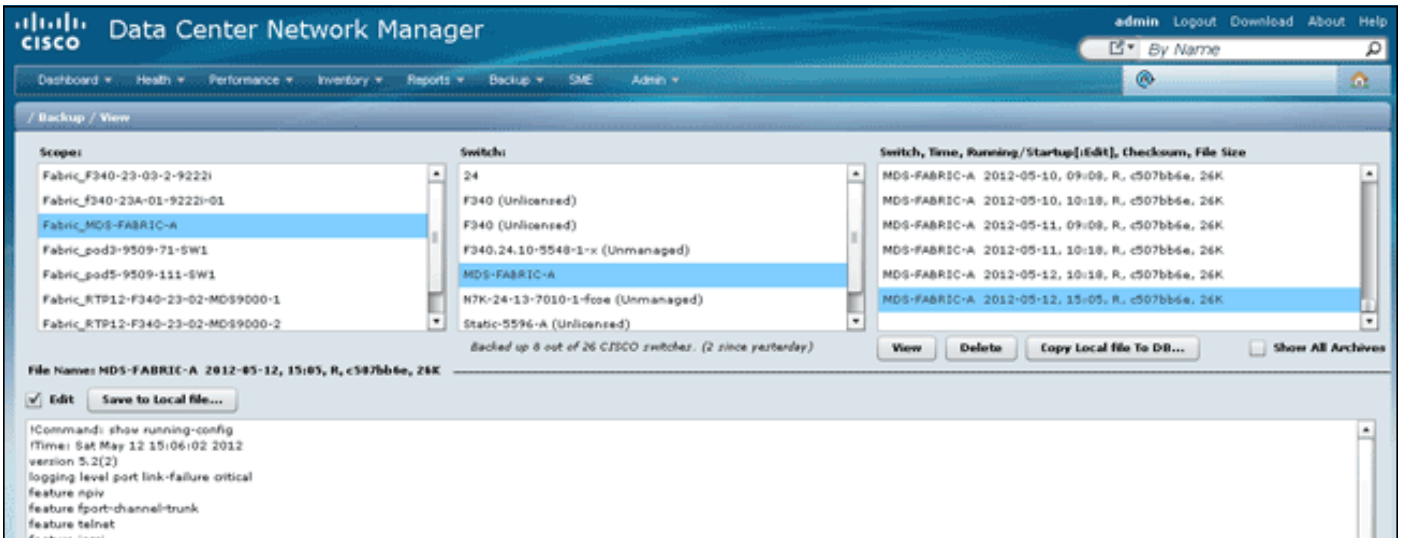 CISCO Data Center Network Manager
admin Logout Download About Help
By Name
Dashboard Health Performance Inventory Reports Backup SME Admin
/ Backup / View
Scope:
Fabric_F340-23-03-2-9222i
Fabric_f340-23A-01-9222i-01
Fabric_MDS-FABRIC-A
Fabric_pod3-9509-71-SW1
Fabric_pod5-9509-111-SW1
Fabric_RTP12-F340-23-02-MDS9000-1
Fabric_RTP12-F340-23-02-MDS9000-2
Switch:
24
F340 (Unlicensed)
F340 (Unlicensed)
F340.24.10-5548-1-x (Unmanaged)
MDS-FABRIC-A
N7K-24-13-7010-1-fcoe (Unmanaged)
Static-5596-A (Unlicensed)
Backed up 8 out of 26 CISCO switches. (2 since yesterday)
Switch, Time, Running/Startup[:Edit], Checksum, File Size
MDS-FABRIC-A 2012-05-10, 09:08, R, c507bb6e, 26K
MDS-FABRIC-A 2012-05-10, 10:18, R, c507bb6e, 26K
MDS-FABRIC-A 2012-05-11, 09:08, R, c507bb6e, 26K
MDS-FABRIC-A 2012-05-11, 10:18, R, c507bb6e, 26K
MDS-FABRIC-A 2012-05-12, 10:18, R, c507bb6e, 26K
MDS-FABRIC-A 2012-05-12, 15:05, R, c507bb6e, 26K
View Delete Copy Local file To DB... Show All Archives
File Name: MDS-FABRIC-A 2012-05-12, 15:05, R, c507bb6e, 26K
Edit Save to Local file...
!Command: show running-config
!Time: Sat May 12 15:06:02 2012
version 5.2(2)
logging level port link-failure critical
feature npiv
feature fport-channel-trunk
feature telnet